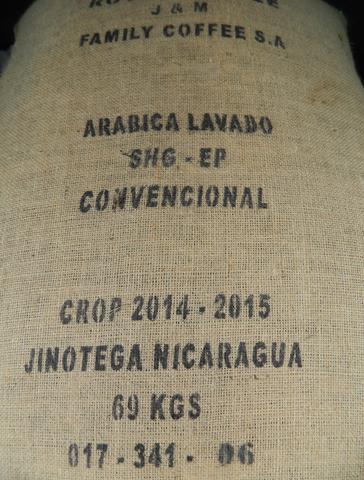 J & M
FAMILY COFFEE S.A
ARABICA LAVADO
SHG - EP
CONVENCIONAL
CROP 2014 - 2015
JINOTEGA NICARAGUA
69 KGS
017 - 341 - 06